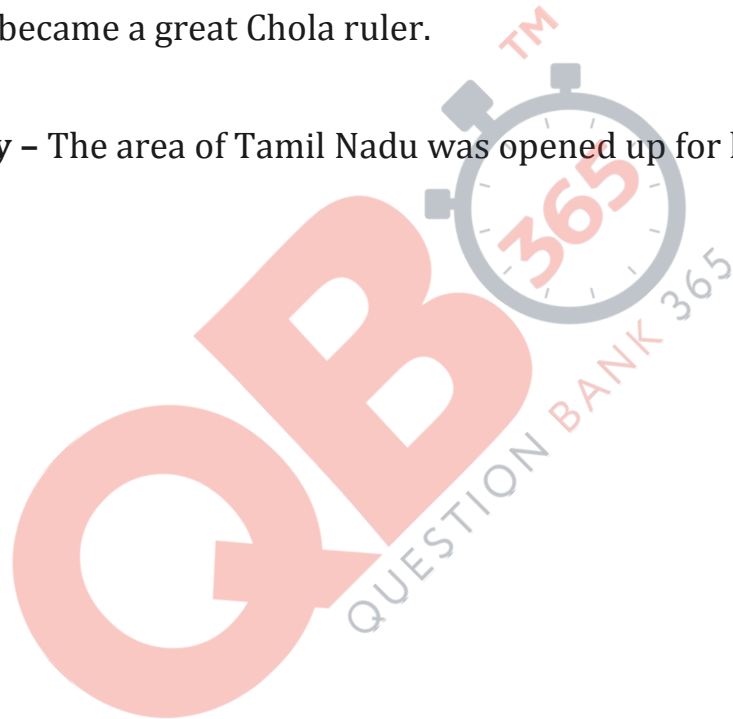 became a great Chola ruler.
y – The area of Tamil Nadu was opened up for
TM
365
QB
QUESTION BANK 365